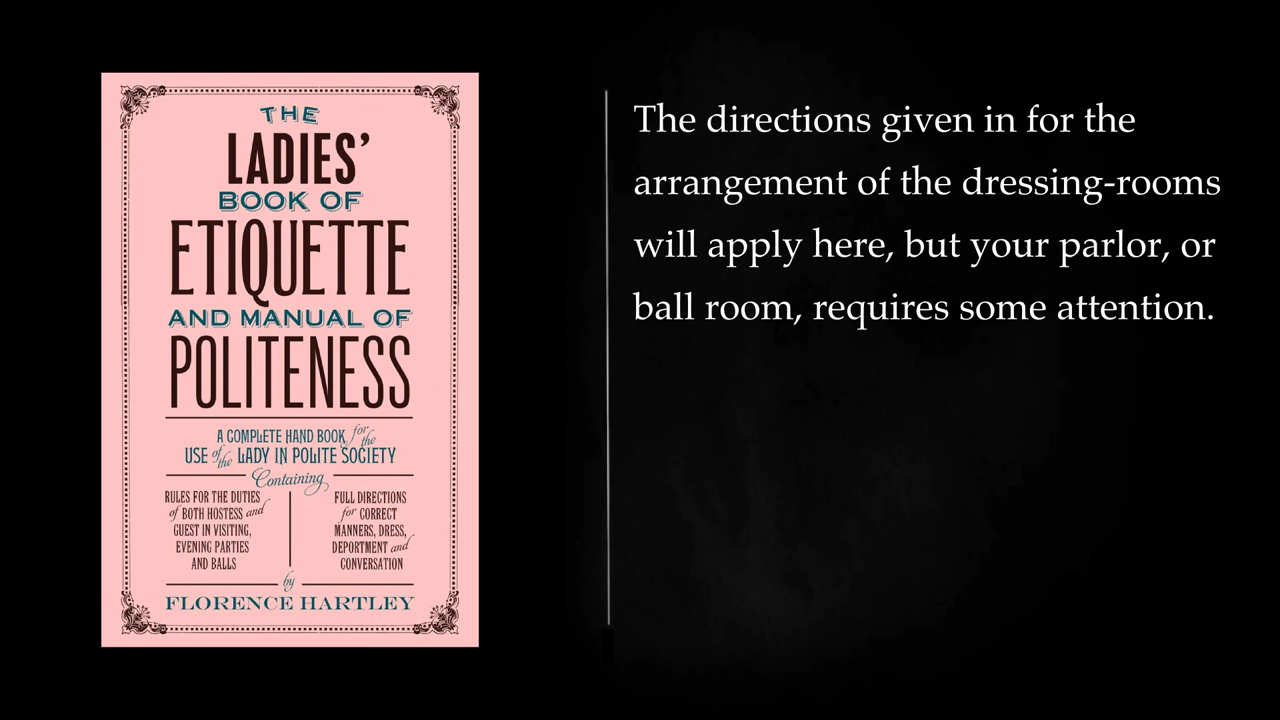 THE
LADIES'
BOOK OF
ETIQUETTE
AND MANUAL OF
POLITENESS
A COMPLETE HAND BOOK for the
USE of the LADY IN POLITE SOCIETY
Containing
RULES FOR THE DUTIES
of BOTH HOSTESS and
GUEST IN VISITING,
EVENING PARTIES
AND BALLS
FULL DIRECTIONS
for CORRECT
MANNERS, DRESS,
DEPORTMENT and
CONVERSATION
by
FLORENCE HARTLEY
The directions given in for the
arrangement of the dressing-rooms
will apply here, but your parlor, or
ball room, requires some attention.